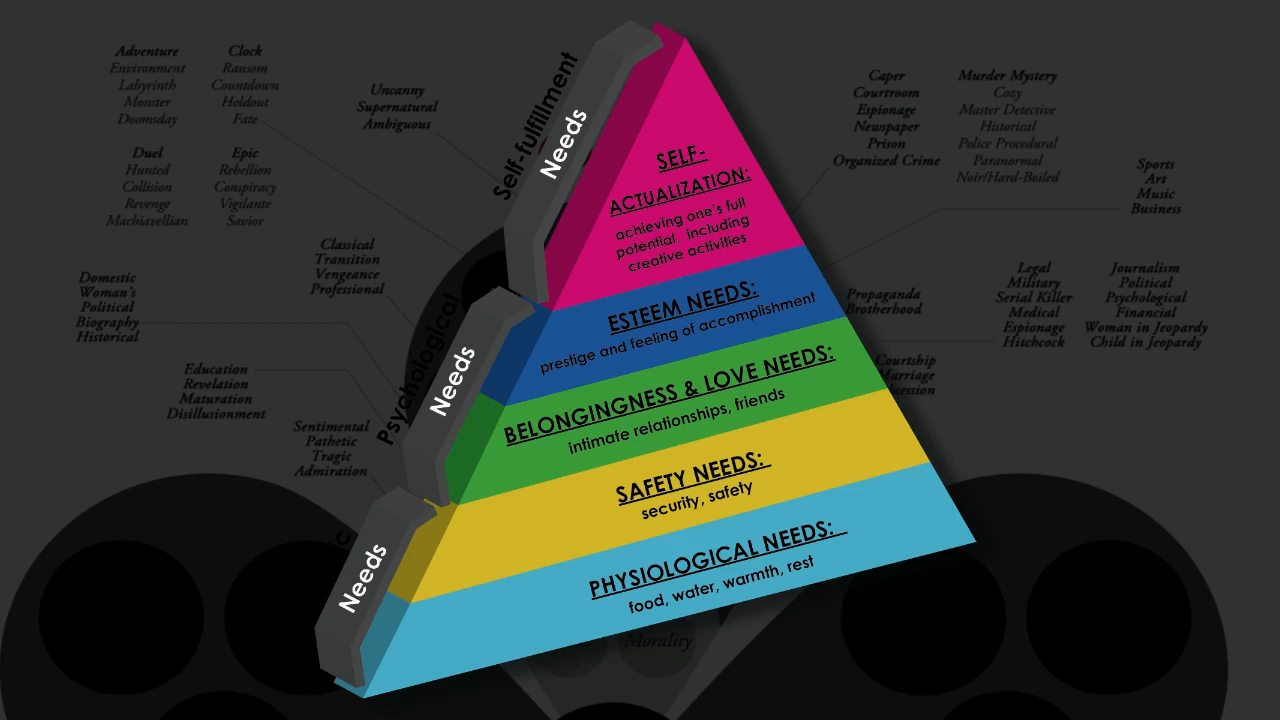 Adventure
Environment
Labyrinth
Monster
Doomsday
Clock
Ransom
Countdown
Holdout
Fate
Uncanny
Supernatural
Ambiguous
Duel
Hunted
Collision
Revenge
Machiavellian
Epic
Rebellion
Conspiracy
Vigilante
Savior
Classical
Transition
Vengeance
Professional
Domestic
Woman's
Political
Biography
Historical
Education
Revelation
Maturation
Disillusionment
Sentimental
Pathetic
Tragic
Admiration
Self-fulfillment
Needs
Psychological
Needs
Needs
SELF-
ACTUALIZATION:
achieving one's full
potential, including
creative activities
ESTEEM NEEDS:
prestige and feeling of accomplishment
BELONGINGNESS & LOVE NEEDS:
intimate relationships, friends
SAFETY NEEDS:
security, safety
PHYSIOLOGICAL NEEDS:
food, water, warmth, rest
Morality
Caper
Courtroom
Espionage
Newspaper
Prison
Organized Crime
Murder Mystery
Cozy
Master Detective
Historical
Police Procedural
Paranormal
Noir/Hard-Boiled
Sports
Art
Music
Business
Propaganda
Brotherhood
Legal
Military
Serial Killer
Medical
Espionage
Hitchcock
Journalism
Political
Psychological
Financial
Woman in Jeopardy
Child in Jeopardy
Courtship
Marriage